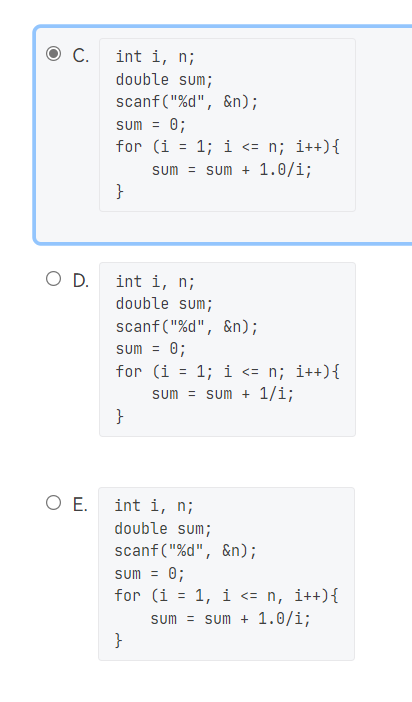 C. int i, n;
double sum;
scanf("%d", &n);
sum = 0;
for (i = 1; i <= n; i++){
    sum = sum + 1.0/i;
}
D. int i, n;
double sum;
scanf("%d", &n);
sum = 0;
for (i = 1; i <= n; i++){
    sum = sum + 1/i;
}
E. int i, n;
double sum;
scanf("%d", &n);
sum = 0;
for (i = 1, i <= n, i++){
    sum = sum + 1.0/i;
}